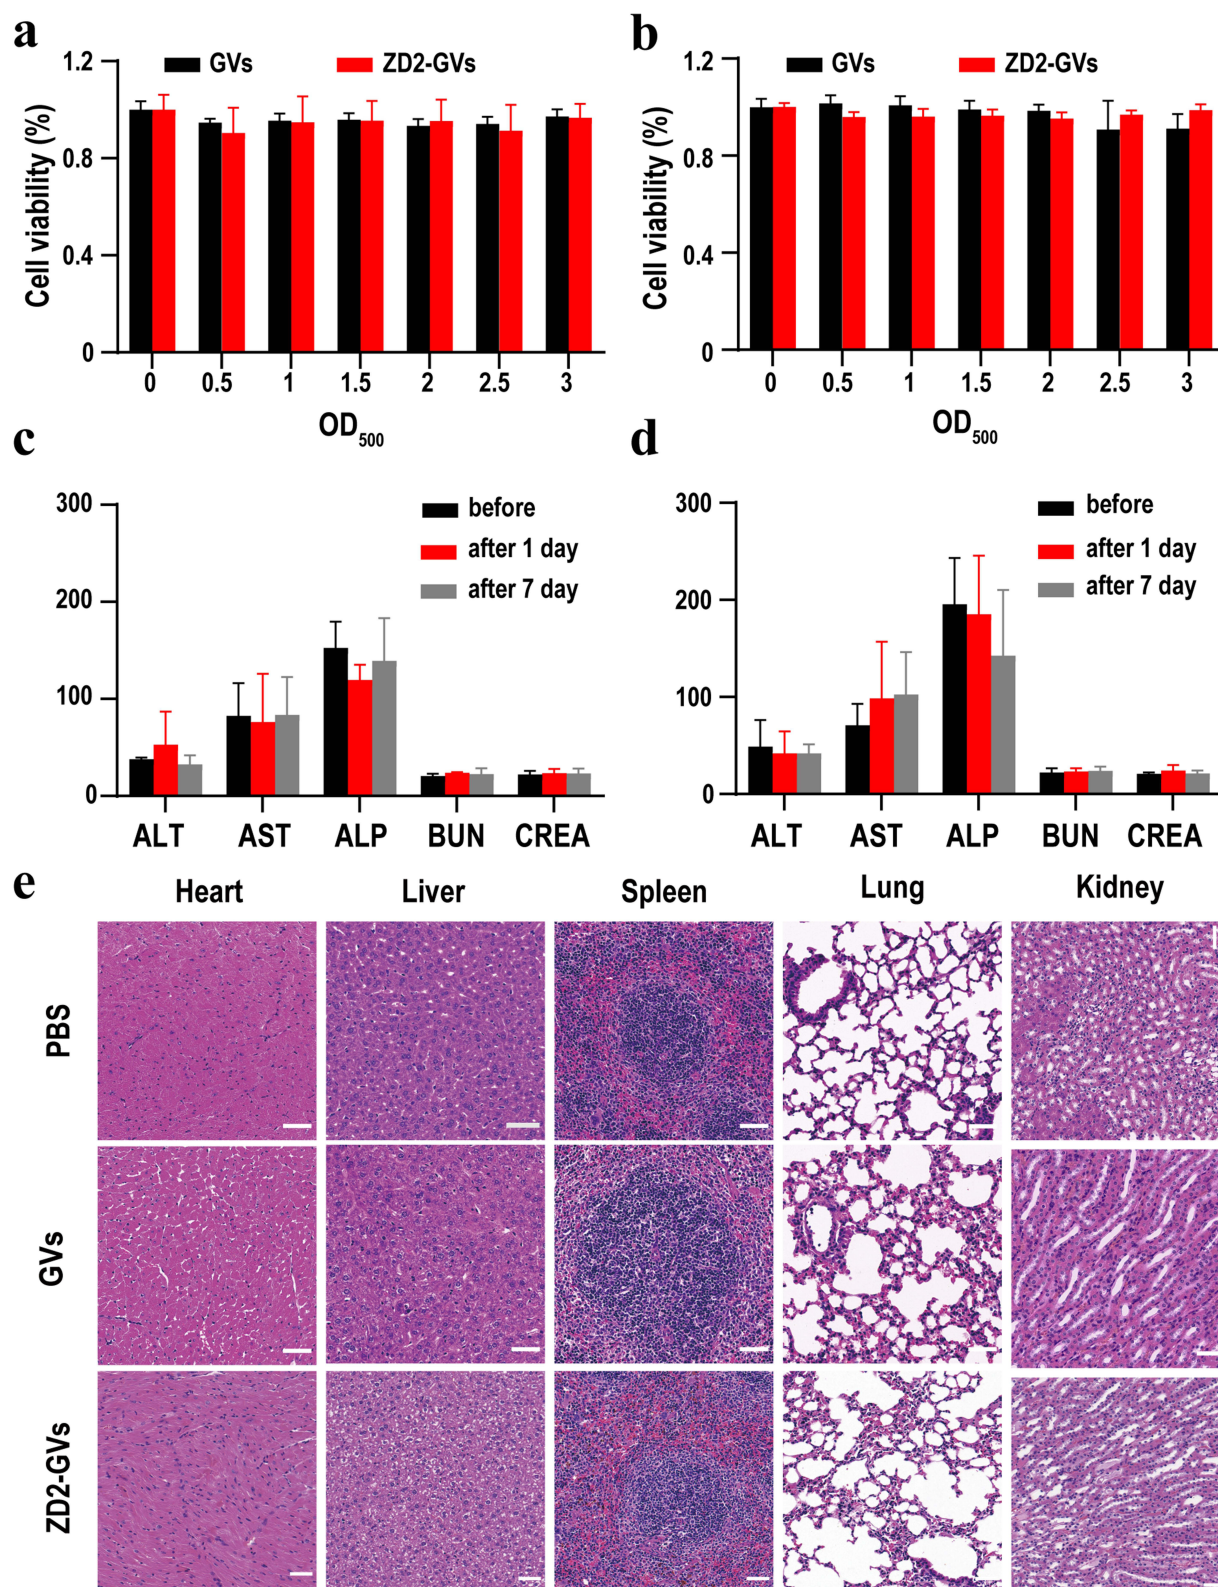 a
GVs
ZD2-GVs
Cell viability (%)
1.2
0.8
0.4
0
0 0.5 1 1.5 2 2.5 3
OD500
b
GVs
ZD2-GVs
Cell viability (%)
1.2
0.8
0.4
0
0 0.5 1 1.5 2 2.5 3
OD500
c
before
after 1 day
after 7 day
300
200
100
0
ALT AST ALP BUN CREA
d
before
after 1 day
after 7 day
300
200
100
0
ALT AST ALP BUN CREA
e
Heart Liver Spleen Lung Kidney
PBS
GVs
ZD2-GVs